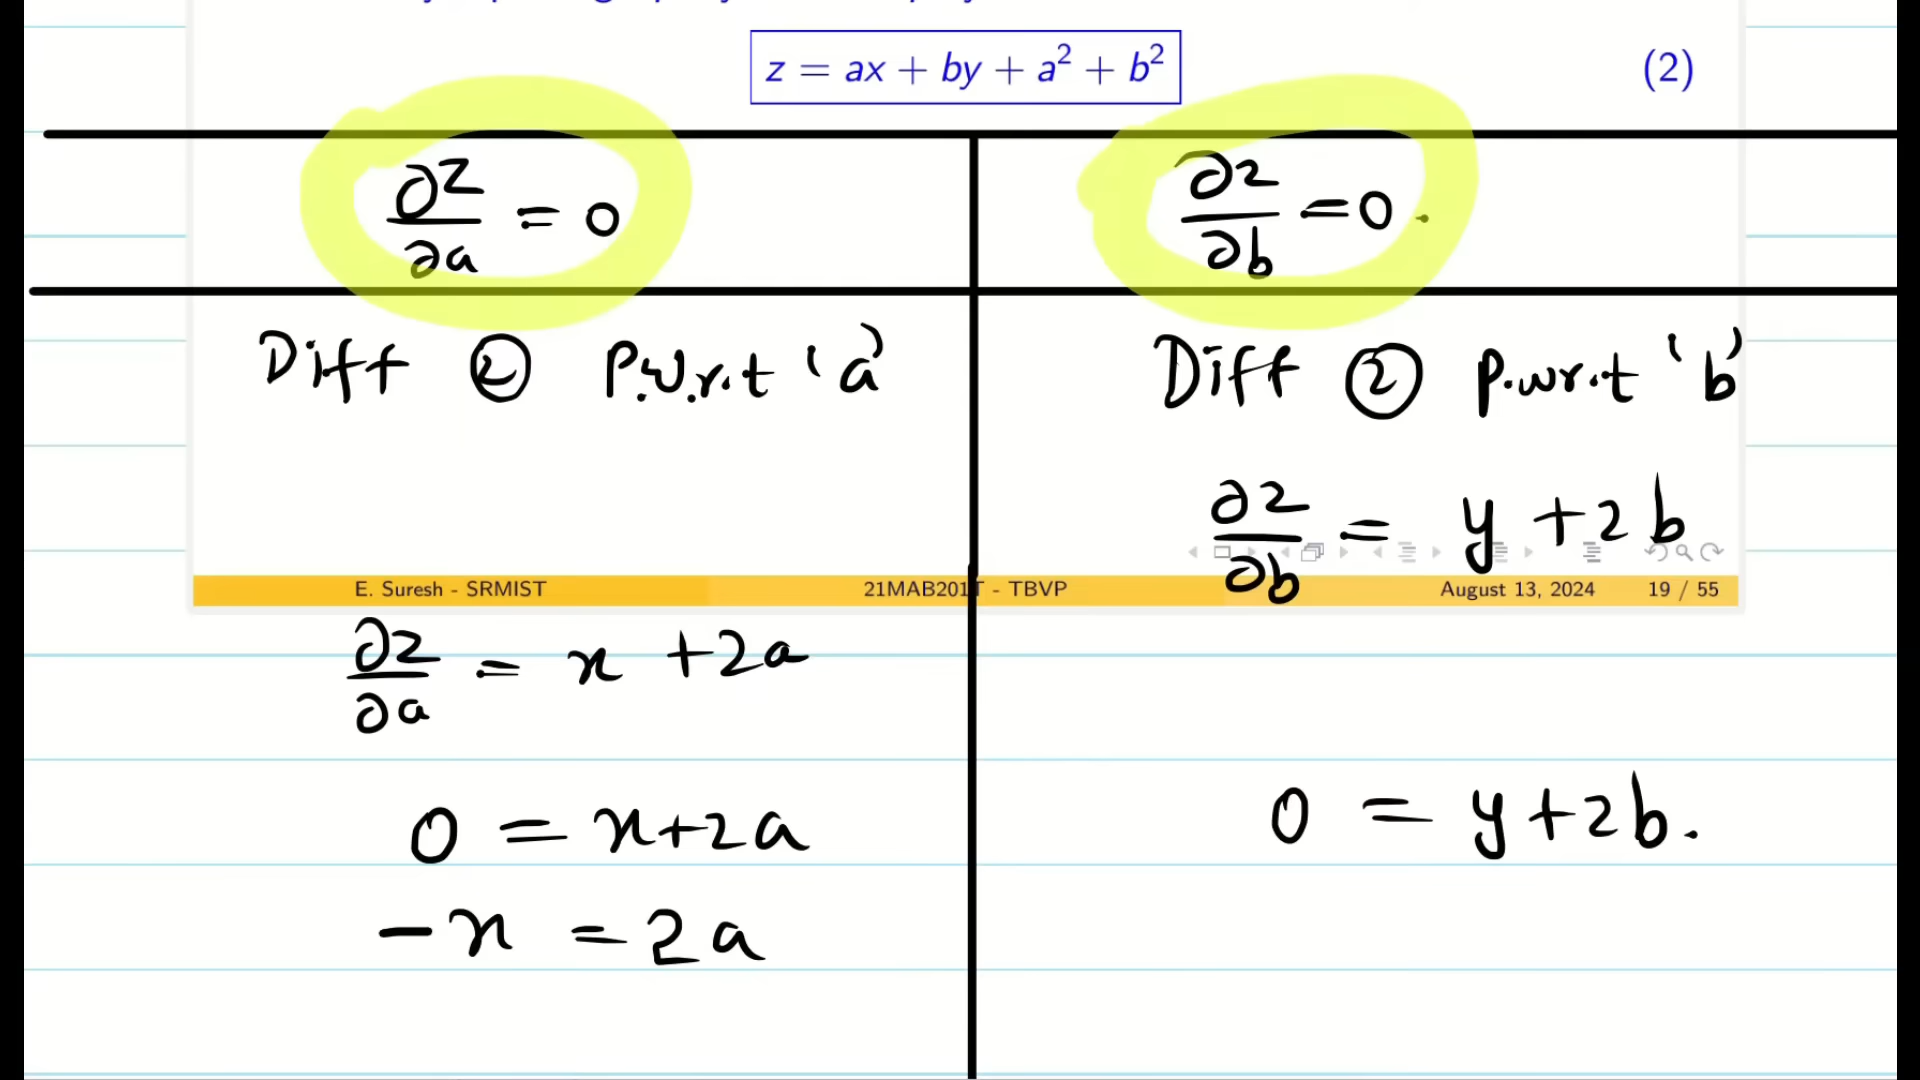 z = ax + by + a² + b² (2)
∂z/∂a = 0
Diff ② P.W.r.t 'a'
∂z/∂a = x + 2a
0 = x+2a
-x = 2a
∂z/∂b = 0.
Diff ② p.wr.t 'b'
∂z/∂b = y + 2b
0 = y+2b.
E. Suresh - SRMIST 21MAB201T - TBVP August 13, 2024 19 / 55